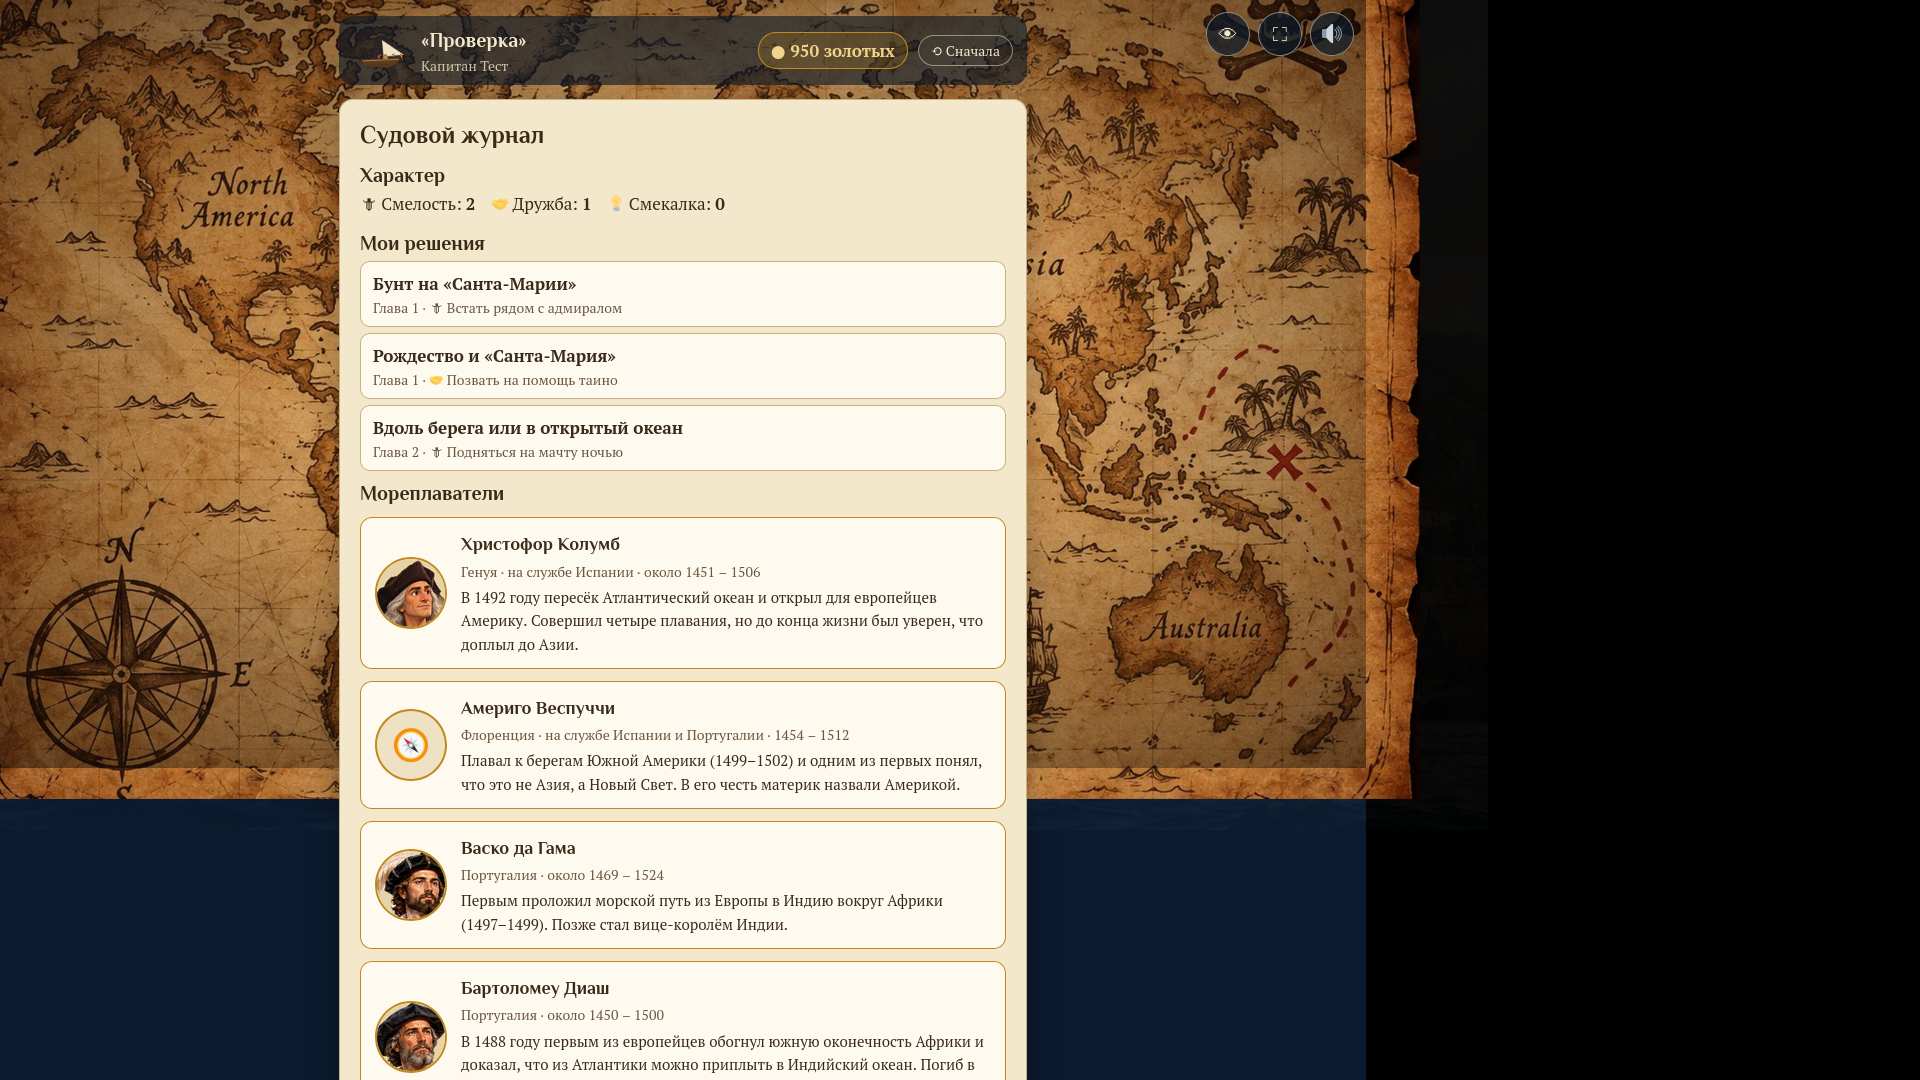 «Проверка»
Капитан Тест
950 золотых
⟲ Сначала
Судовой журнал
Характер
🗡 Смелость: 2 🤝 Дружба: 1 💡 Смекалка: 0
Мои решения
Бунт на «Санта-Марии»
Глава 1 · 🗡 Встать рядом с адмиралом
Рождество и «Санта-Мария»
Глава 1 · 🤝 Позвать на помощь таино
Вдоль берега или в открытый океан
Глава 2 · 🗡 Подняться на мачту ночью
Мореплаватели
Христофор Колумб
Генуя · на службе Испании · около 1451 – 1506
В 1492 году пересёк Атлантический океан и открыл для европейцев
Америку. Совершил четыре плавания, но до конца жизни был уверен, что
доплыл до Азии.
Америго Веспуччи
Флоренция · на службе Испании и Португалии · 1454 – 1512
Плавал к берегам Южной Америки (1499–1502) и одним из первых понял,
что это не Азия, а Новый Свет. В его честь материк назвали Америкой.
Васко да Гама
Португалия · около 1469 – 1524
Первым проложил морской путь из Европы в Индию вокруг Африки
(1497–1499). Позже стал вице-королём Индии.
Бартоломеу Диаш
Португалия · около 1450 – 1500
В 1488 году первым из европейцев обогнул южную оконечность Африки и
доказал, что из Атлантики можно приплыть в Индийский океан. Погиб в
North
America
sia
Australia
N
E
S